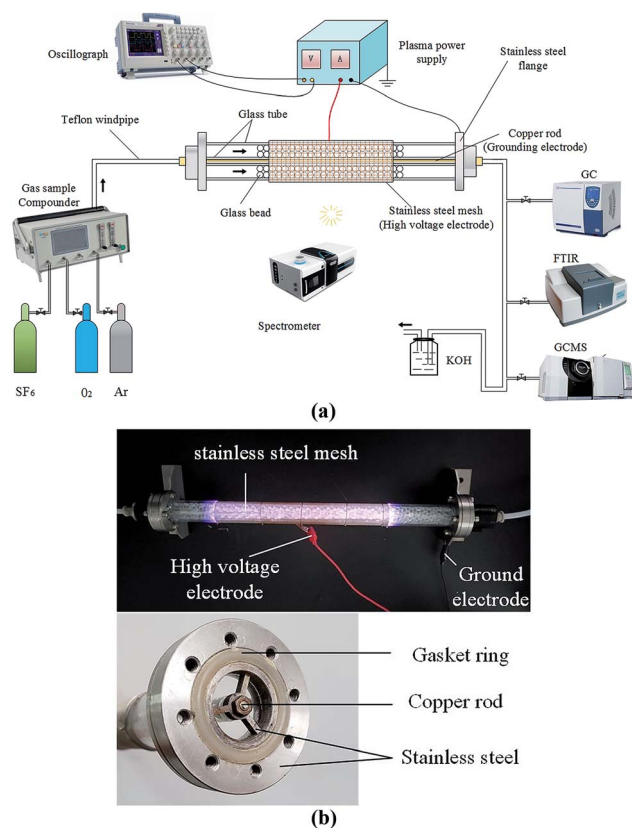 Oscillograph
Plasma power
supply
V
A
Stainless steel
flange
Glass tube
Teflon windpipe
Copper rod
(Grounding electrode)
Gas sample
Compounder
GC
Glass bead
Stainless steel mesh
(High voltage electrode)
FTIR
Spectrometer
KOH
GCMS
SF6
O2
Ar
(a)
stainless steel mesh
High voltage
electrode
Ground
electrode
Gasket ring
Copper rod
Stainless steel
(b)